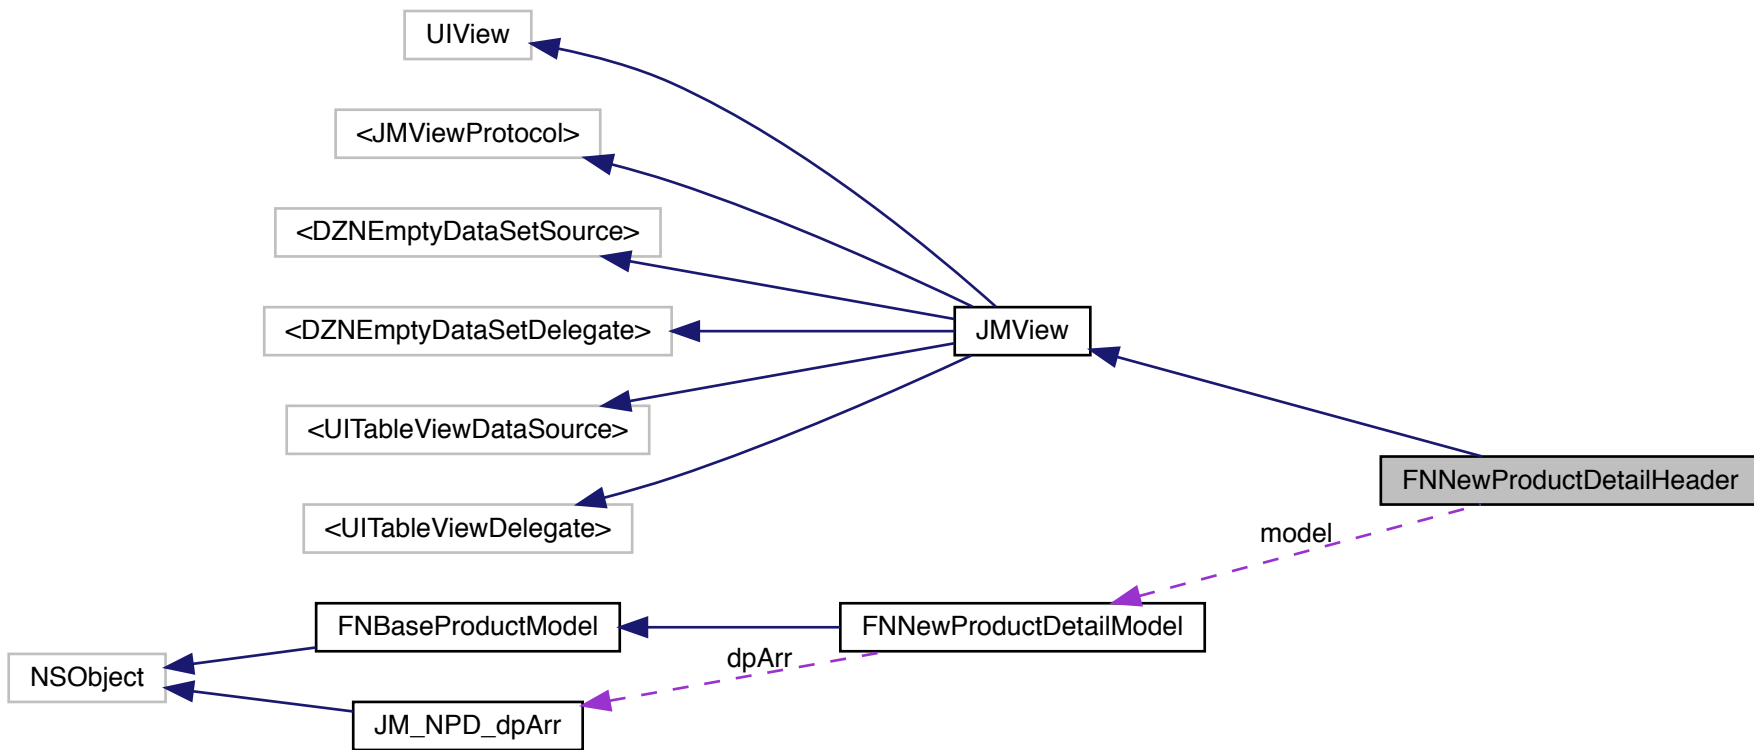 UIView
<JMViewProtocol>
<DZNEmptyDataSetSource>
<DZNEmptyDataSetDelegate>
JMView
<UITableViewDataSource>
FNNewProductDetailHeader
<UITableViewDelegate>
model
FNBaseProductModel
FNNewProductDetailModel
dpArr
NSObject
JM_NPD_dpArr